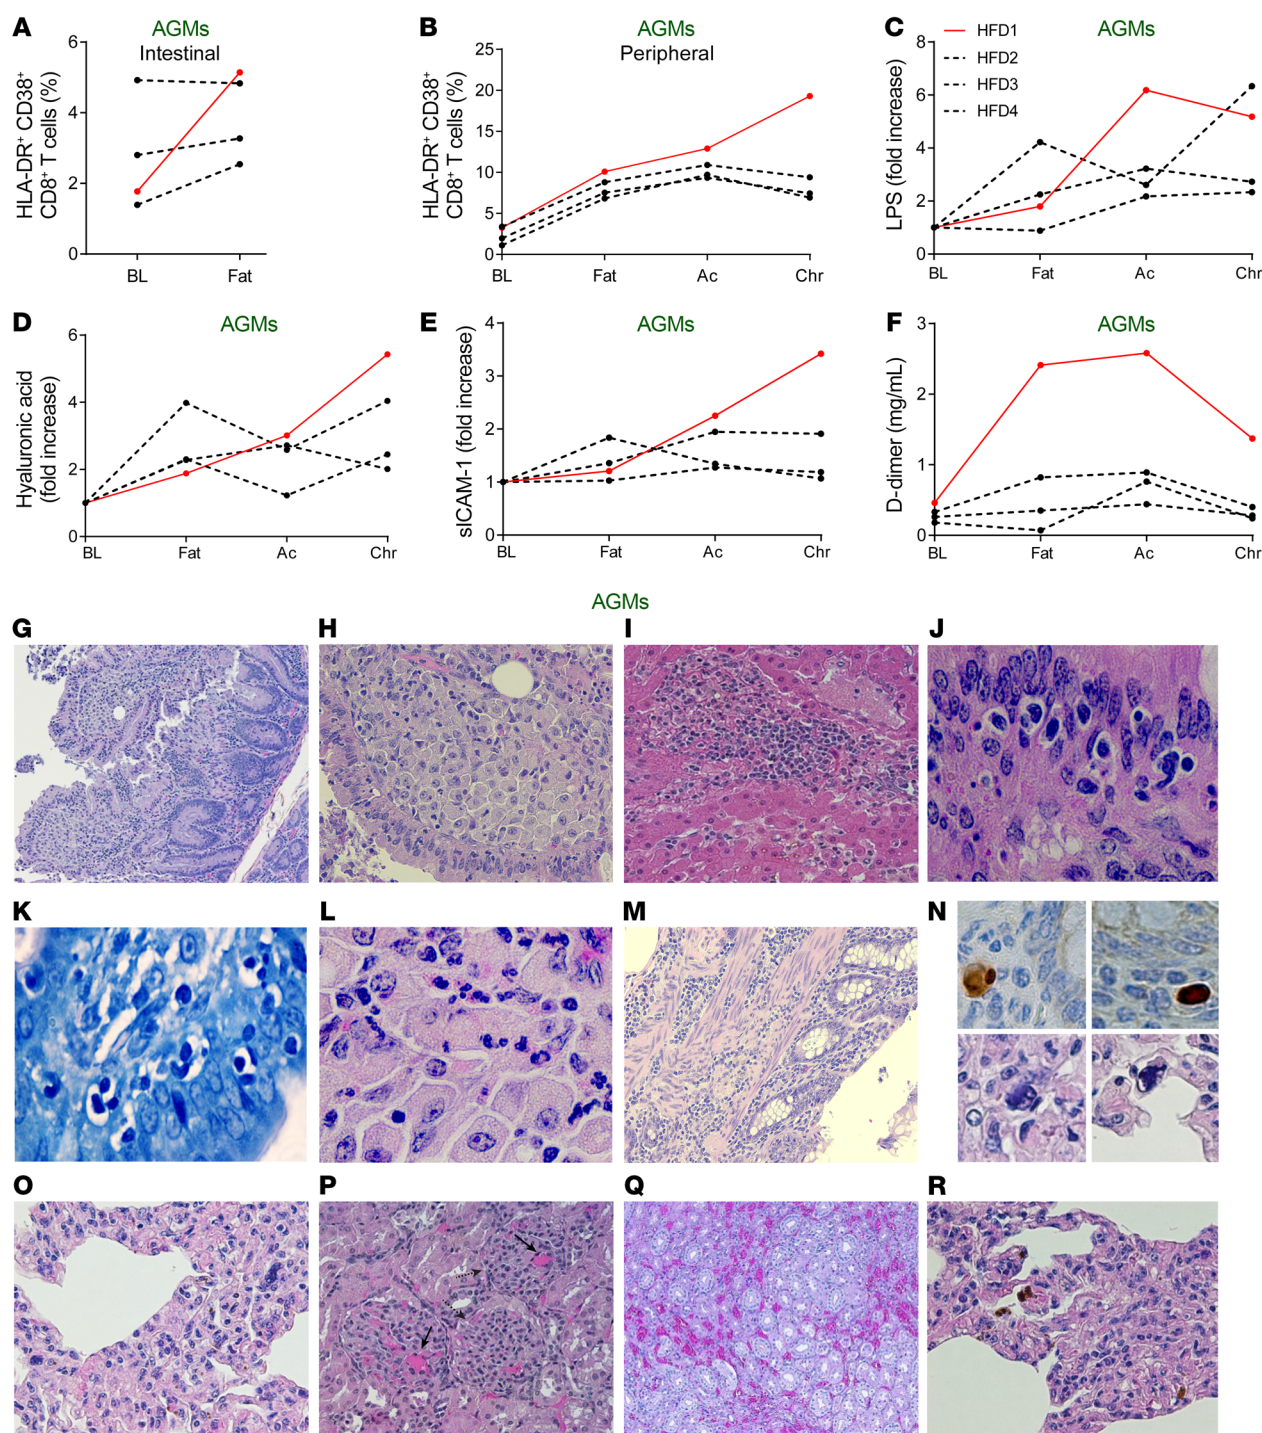 A
AGMs
Intestinal
HLA-DR⁺ CD38⁺
CD8⁺ T cells (%)
6
4
2
0
BL
Fat
B
AGMs
Peripheral
HLA-DR⁺ CD38⁺
CD8⁺ T cells (%)
25
20
15
10
5
0
BL
Fat
Ac
Chr
C
HFD1
HFD2
HFD3
HFD4
AGMs
LPS (fold increase)
8
6
4
2
0
BL
Fat
Ac
Chr
D
AGMs
Hyaluronic acid
(fold increase)
6
4
2
0
BL
Fat
Ac
Chr
E
AGMs
sICAM-1 (fold increase)
4
3
2
1
0
BL
Fat
Ac
Chr
F
AGMs
D-dimer (mg/mL)
3
2
1
0
BL
Fat
Ac
Chr
AGMs
G
H
I
J
K
L
M
N
O
P
Q
R